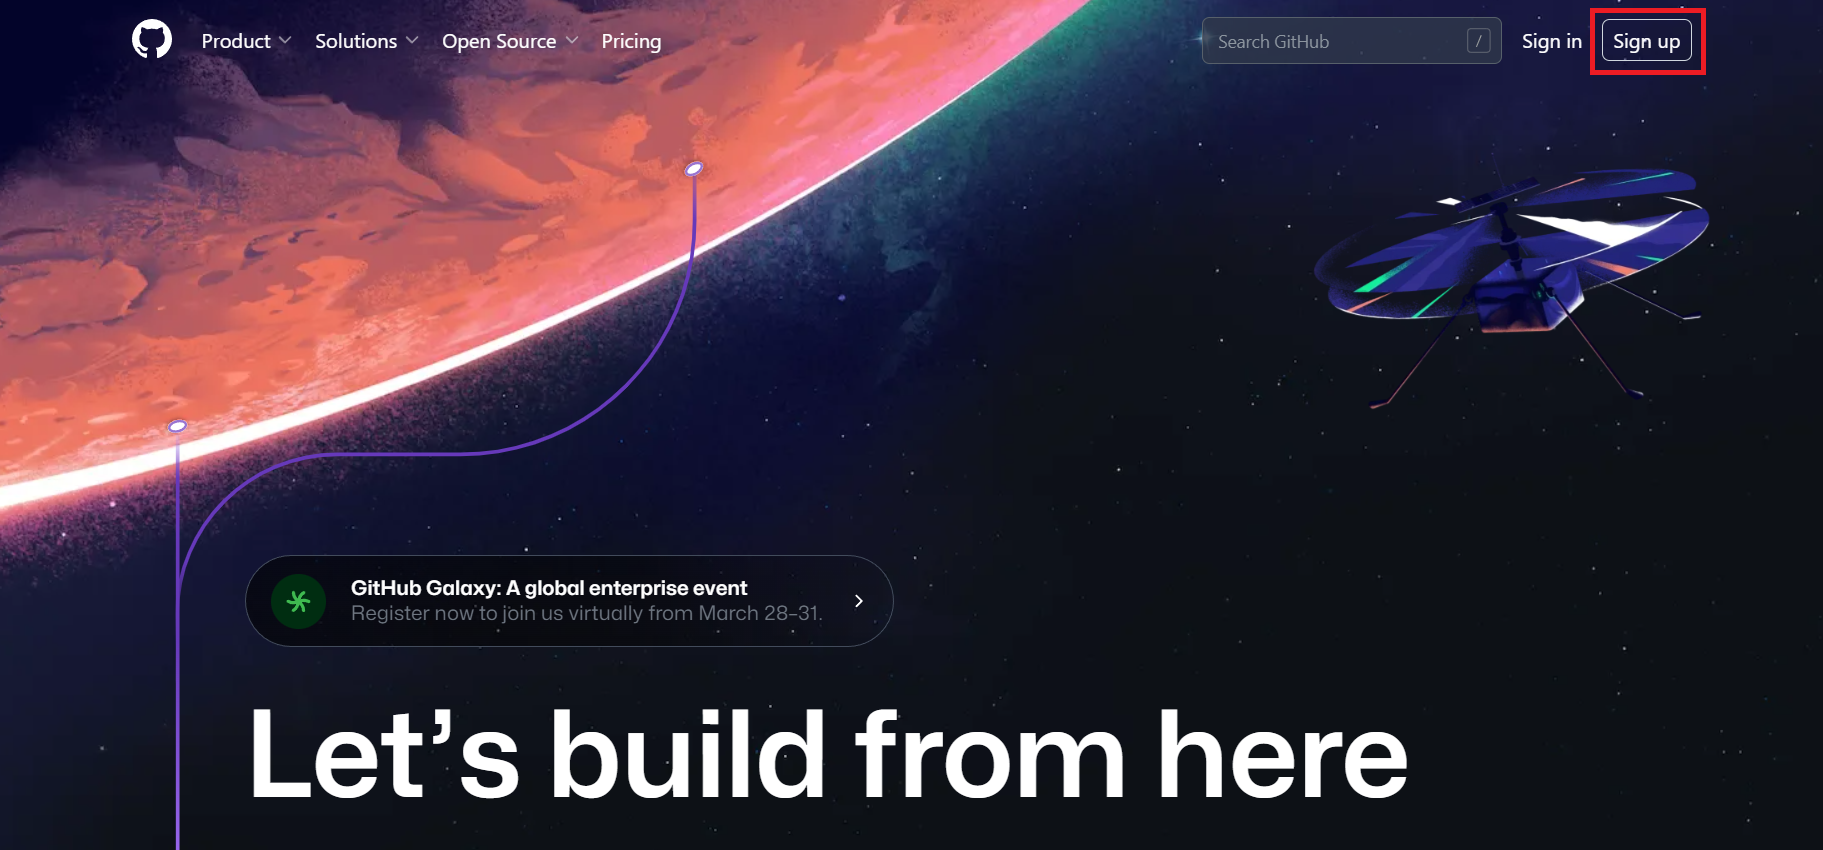 Product
Solutions
Open Source
Pricing
Search GitHub
/
Sign in
Sign up
GitHub Galaxy: A global enterprise event
Register now to join us virtually from March 28–31.
Let’s build from here